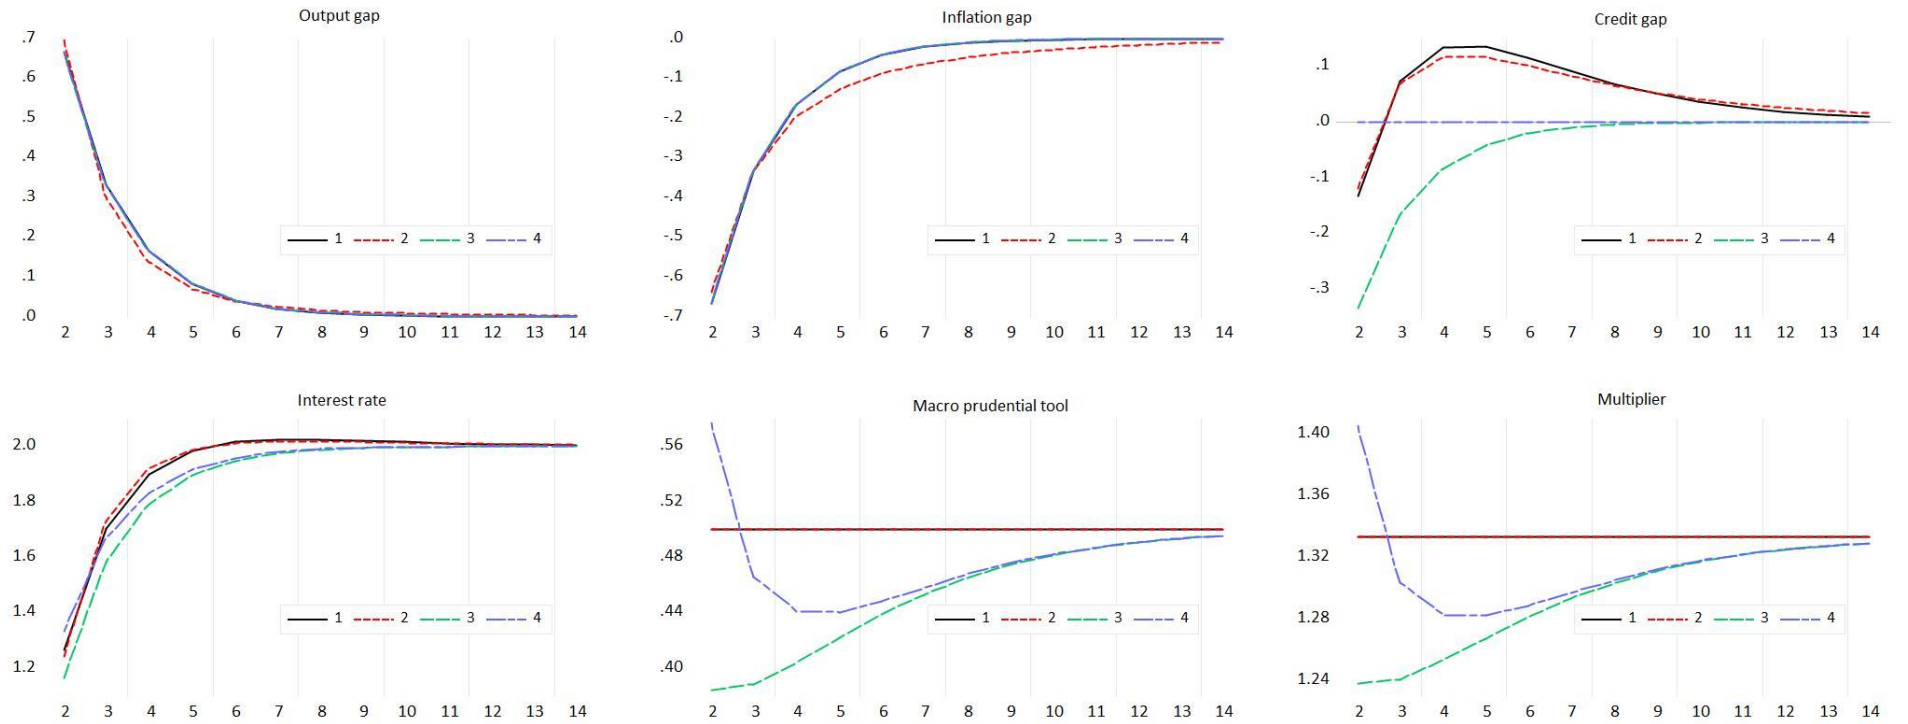 Output gap
.7
.6
.5
.4
.3
.2
.1
.0
1 2 3 4
2 3 4 5 6 7 8 9 10 11 12 13 14
Inflation gap
.0
-.1
-.2
-.3
-.4
-.5
-.6
-.7
1 2 3 4
2 3 4 5 6 7 8 9 10 11 12 13 14
Credit gap
.1
.0
-.1
-.2
-.3
1 2 3 4
2 3 4 5 6 7 8 9 10 11 12 13 14
Interest rate
2.0
1.8
1.6
1.4
1.2
1 2 3 4
2 3 4 5 6 7 8 9 10 11 12 13 14
Macro prudential tool
.56
.52
.48
.44
.40
1 2 3 4
2 3 4 5 6 7 8 9 10 11 12 13 14
Multiplier
1.40
1.36
1.32
1.28
1.24
1 2 3 4
2 3 4 5 6 7 8 9 10 11 12 13 14